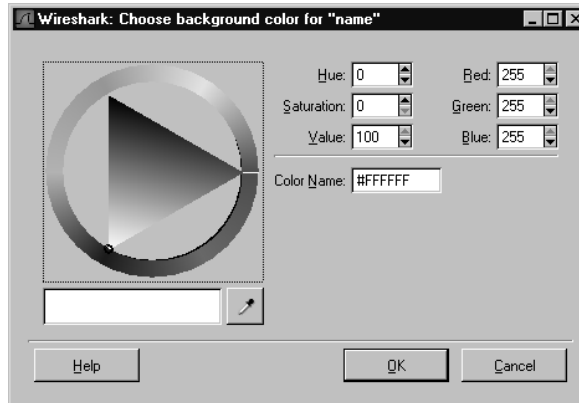 Wireshark: Choose background color for "name"
Hue: 0
Red: 255
Saturation: 0
Green: 255
Value: 100
Blue: 255
Color Name: #FFFFFF
Help
OK
Cancel